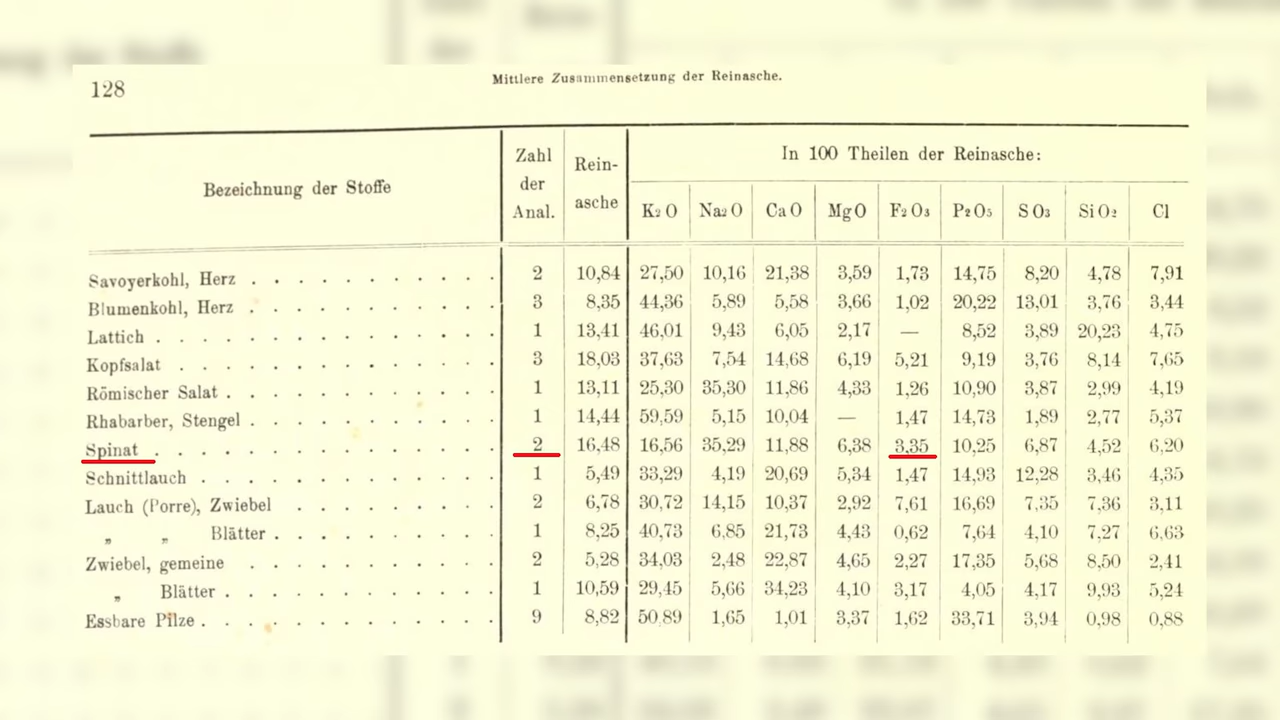 128
Mittlere Zusammensetzung der Reinasche.
Bezeichnung der Stoffe
Zahl der Anal.
Reinasche
In 100 Theilen der Reinasche:
K₂O Na₂O CaO MgO F₂O₃ P₂O₅ SO₃ SiO₂ Cl
Savoyerkohl, Herz 2 10,84 27,50 10,16 21,38 3,59 1,73 14,75 8,20 4,78 7,91
Blumenkohl, Herz 3 8,35 44,36 5,89 5,58 3,66 1,02 20,22 13,01 3,76 3,44
Lattich 1 13,41 46,01 9,43 6,05 2,17 — 8,52 3,89 20,23 4,75
Kopfsalat 3 18,03 37,63 7,54 14,68 6,19 5,21 9,19 3,76 8,14 7,65
Römischer Salat 1 13,11 25,30 35,30 11,86 4,33 1,26 10,90 3,87 2,99 4,19
Rhabarber, Stengel 1 14,44 59,59 5,15 10,04 — 1,47 14,73 1,89 2,77 5,37
Spinat 2 16,48 16,56 35,29 11,88 6,38 3,35 10,25 6,87 4,52 6,20
Schnittlauch 1 5,49 33,29 4,19 20,69 5,34 1,47 14,93 12,28 3,46 4,35
Lauch (Porre), Zwiebel 2 6,78 30,72 14,15 10,37 2,92 7,61 16,69 7,35 7,36 3,11
„ „ Blätter 1 8,25 40,73 6,85 21,73 4,43 0,62 7,64 4,10 7,27 6,63
Zwiebel, gemeine 2 5,28 34,03 2,48 22,87 4,65 2,27 17,35 5,68 8,50 2,41
„ Blätter 1 10,59 29,45 5,66 34,23 4,10 3,17 4,05 4,17 9,93 5,24
Essbare Pilze 9 8,82 50,89 1,65 1,01 3,37 1,62 33,71 3,94 0,98 0,88